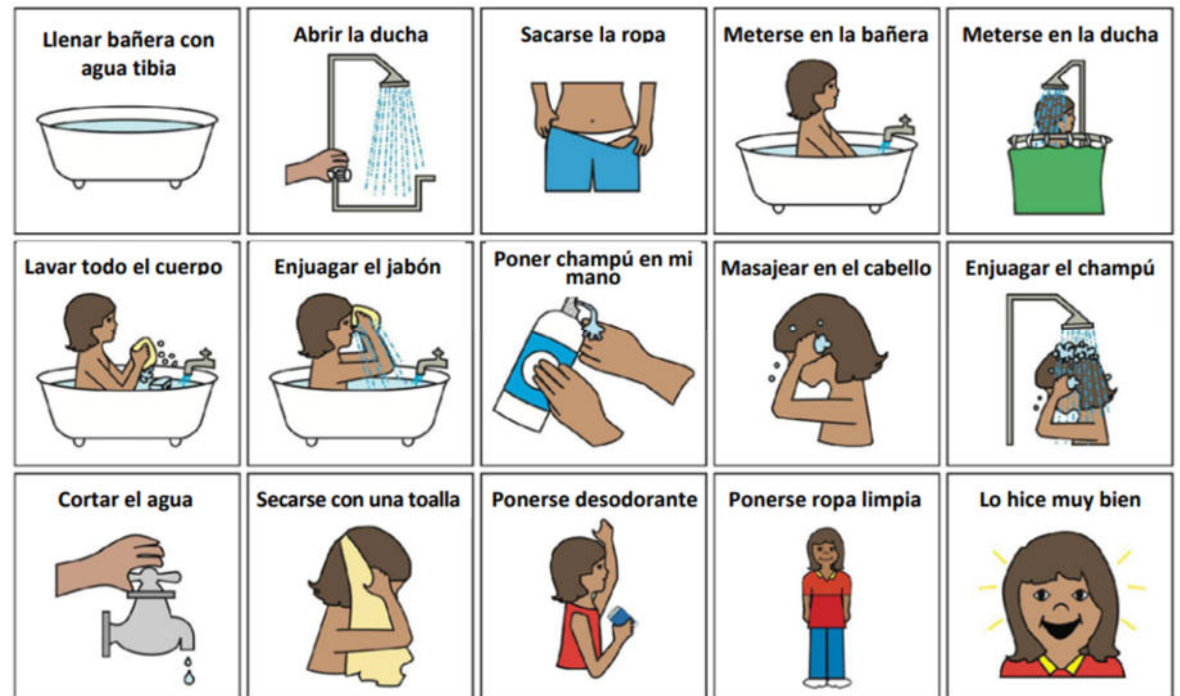 Llenar bañera con
agua tibia
Abrir la ducha
Sacarse la ropa
Meterse en la bañera
Meterse en la ducha
Lavar todo el cuerpo
Enjuagar el jabón
Poner champú en mi
mano
Masajear en el cabello
Enjuagar el champú
Cortar el agua
Secarse con una toalla
Ponerse desodorante
Ponerse ropa limpia
Lo hice muy bien